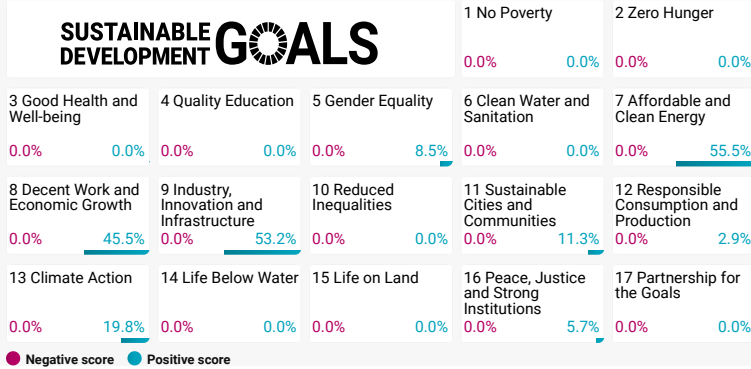 SUSTAINABLE
DEVELOPMENT
GOALS
1 No Poverty
0.0% 0.0%
2 Zero Hunger
0.0% 0.0%
3 Good Health and
Well-being
0.0% 0.0%
4 Quality Education
0.0% 0.0%
5 Gender Equality
0.0% 8.5%
6 Clean Water and
Sanitation
0.0% 0.0%
7 Affordable and
Clean Energy
0.0% 55.5%
8 Decent Work and
Economic Growth
0.0% 45.5%
9 Industry,
Innovation and
Infrastructure
0.0% 53.2%
10 Reduced
Inequalities
0.0% 0.0%
11 Sustainable
Cities and
Communities
0.0% 11.3%
12 Responsible
Consumption and
Production
0.0% 2.9%
13 Climate Action
0.0% 19.8%
14 Life Below Water
0.0% 0.0%
15 Life on Land
0.0% 0.0%
16 Peace, Justice
and Strong
Institutions
0.0% 5.7%
17 Partnership for
the Goals
0.0% 0.0%
Negative score Positive score